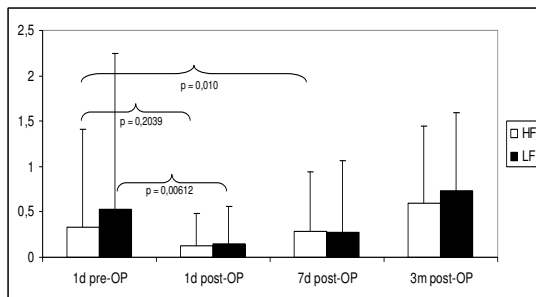 2,5
2
1,5
1
0,5
0
p = 0,010
p = 0,2039
p = 0,00612
HF
LF
1d pre-OP 1d post-OP 7d post-OP 3m post-OP